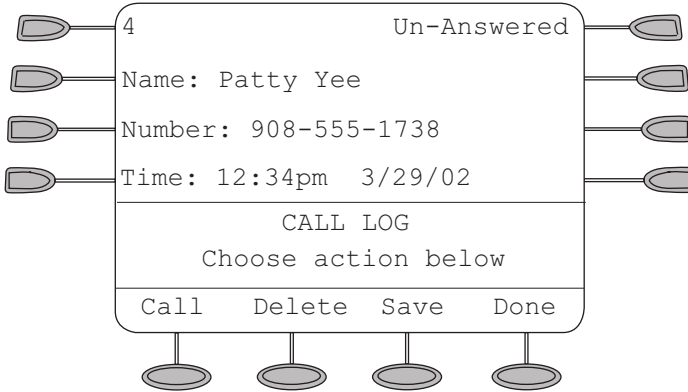 4 Un-Answered
Name: Patty Yee
Number: 908-555-1738
Time: 12:34pm 3/29/02
CALL LOG
Choose action below
Call Delete Save Done